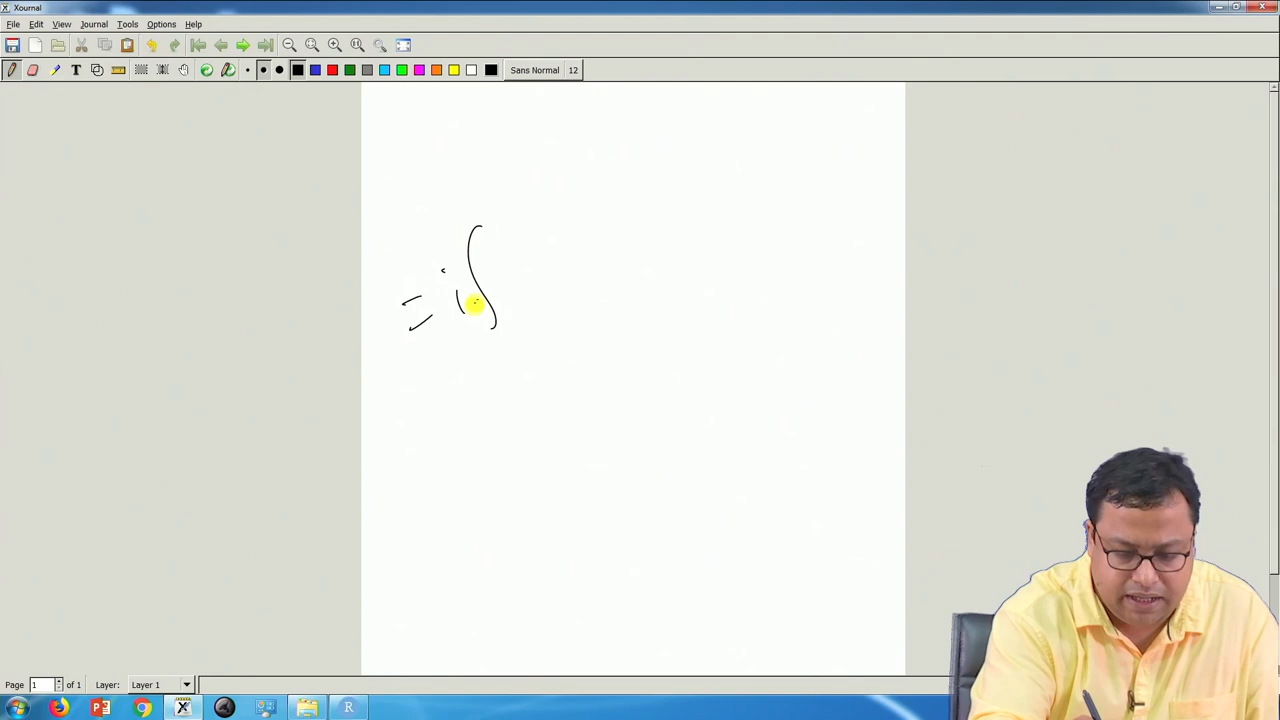 Xournal
File Edit View Journal Tools Options Help
T Sans Normal 12
= i
Page 1 of 1 Layer: Layer 1
R